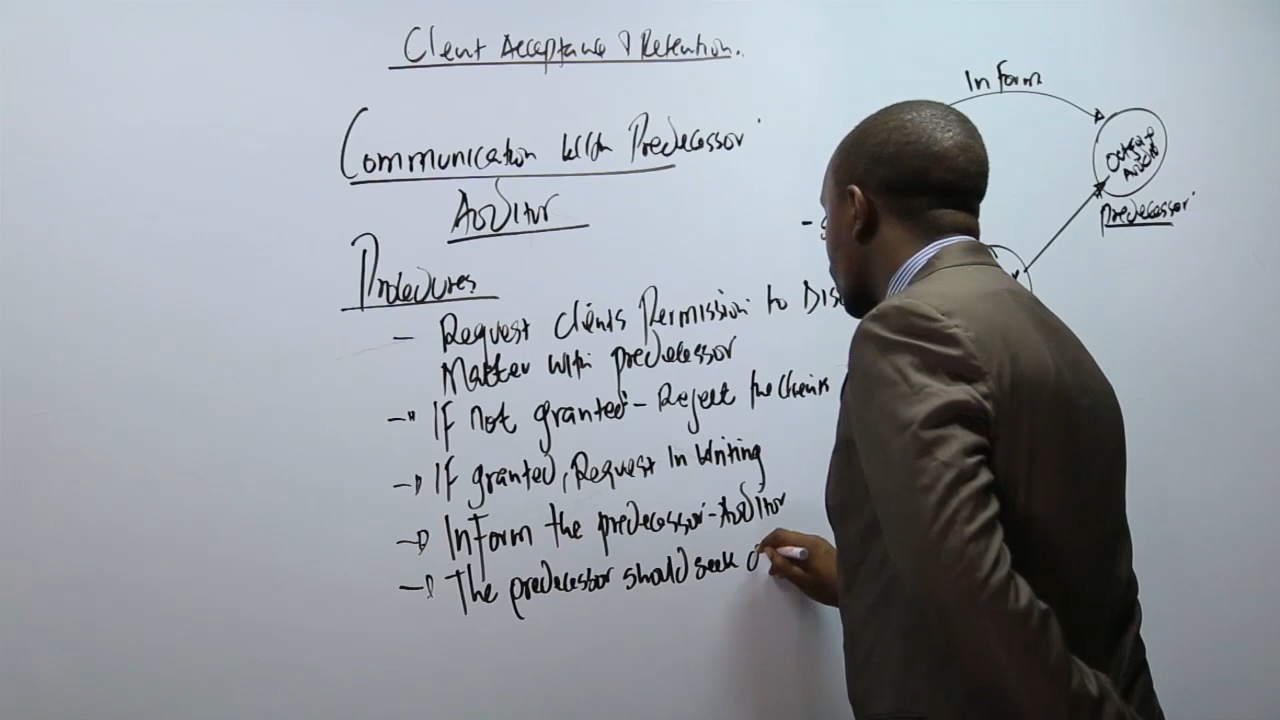 Client Acceptance & Retention.
Communication with Predecessor
Auditor
Procedures
- Request clients Permission to Dis
Matter with predecessor
- If not granted - Reject the clients
- If granted, Request In Writing
- Inform the predecessor-Auditor
- The predecessor should seek
Inform
Predecessor